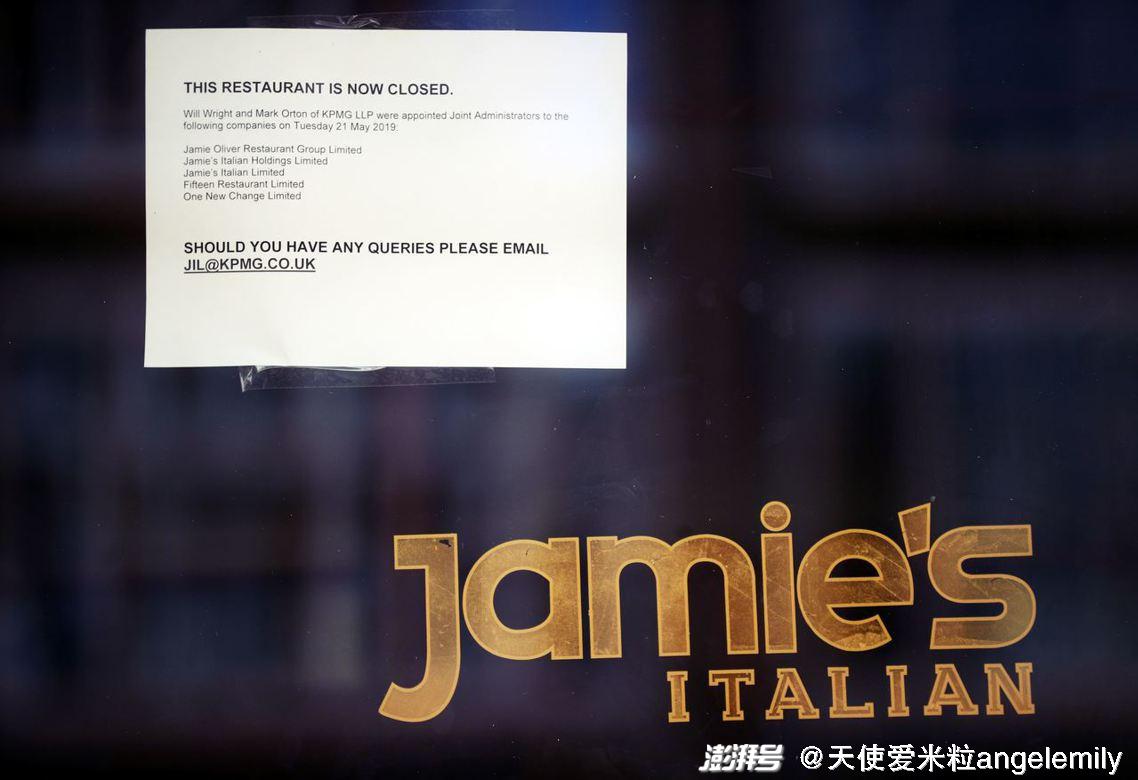 THIS RESTAURANT IS NOW CLOSED.
Will Wright and Mark Orton of KPMG LLP were appointed Joint Administrators to the
following companies on Tuesday 21 May 2019:
Jamie Oliver Restaurant Group Limited
Jamie's Italian Holdings Limited
Jamie's Italian Limited
Fifteen Restaurant Limited
One New Change Limited
SHOULD YOU HAVE ANY QUERIES PLEASE EMAIL
JIL@KPMG.CO.UK
Jamie's
ITALIAN
澎湃号 @天使爱米粒angelemily